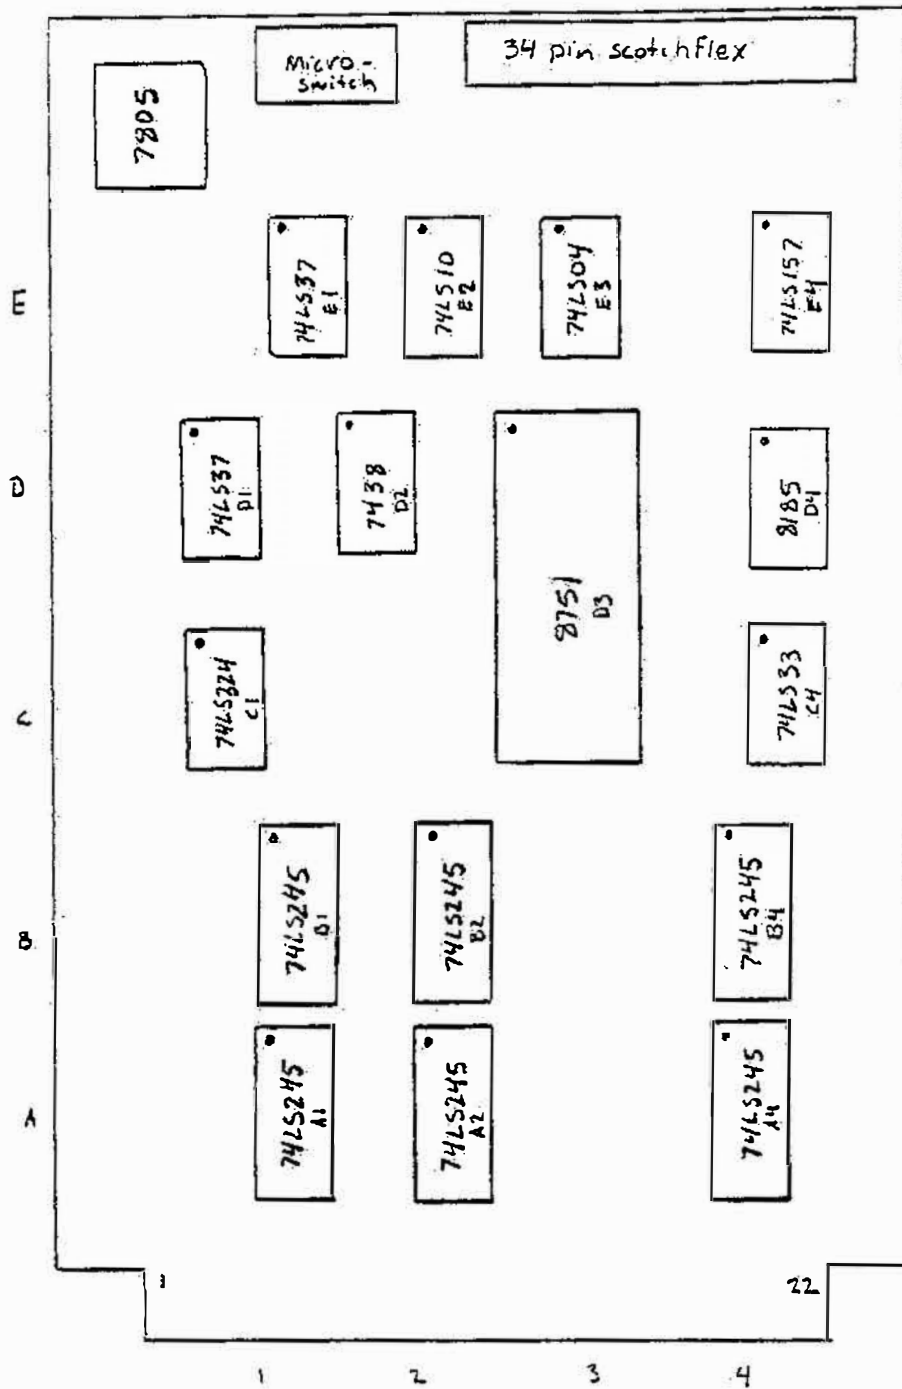 Micro-
switch
34 pin scotchflex
7805
E
74LS37
E1
74LS10
E2
74LS04
E3
74LS157
E4
D
74LS37
D1
7438
D2
8751
D3
8185
D4
C
74LS324
C1
74LS33
C4
B
74LS245
B1
74LS245
B2
74LS245
B4
A
74LS245
A1
74LS245
A2
74LS245
A4
1
22
1
2
3
4